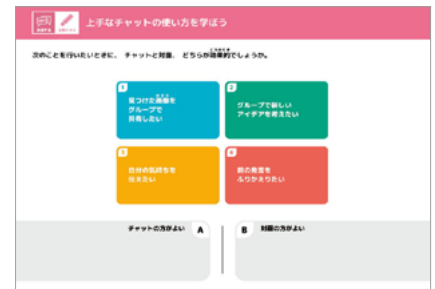 上手なチャットの使い方を学ぼう
次のことを行いたいときに、チャットと対面、どちらが効果的でしょうか。
1
見つけた画像を
グループで
共有したい
2
グループで新しい
アイデアを考えたい
3
自分の気持ちを
伝えたい
4
前の発言を
ふりかえりたい
チャットの方がよい A
B 対面の方がよい